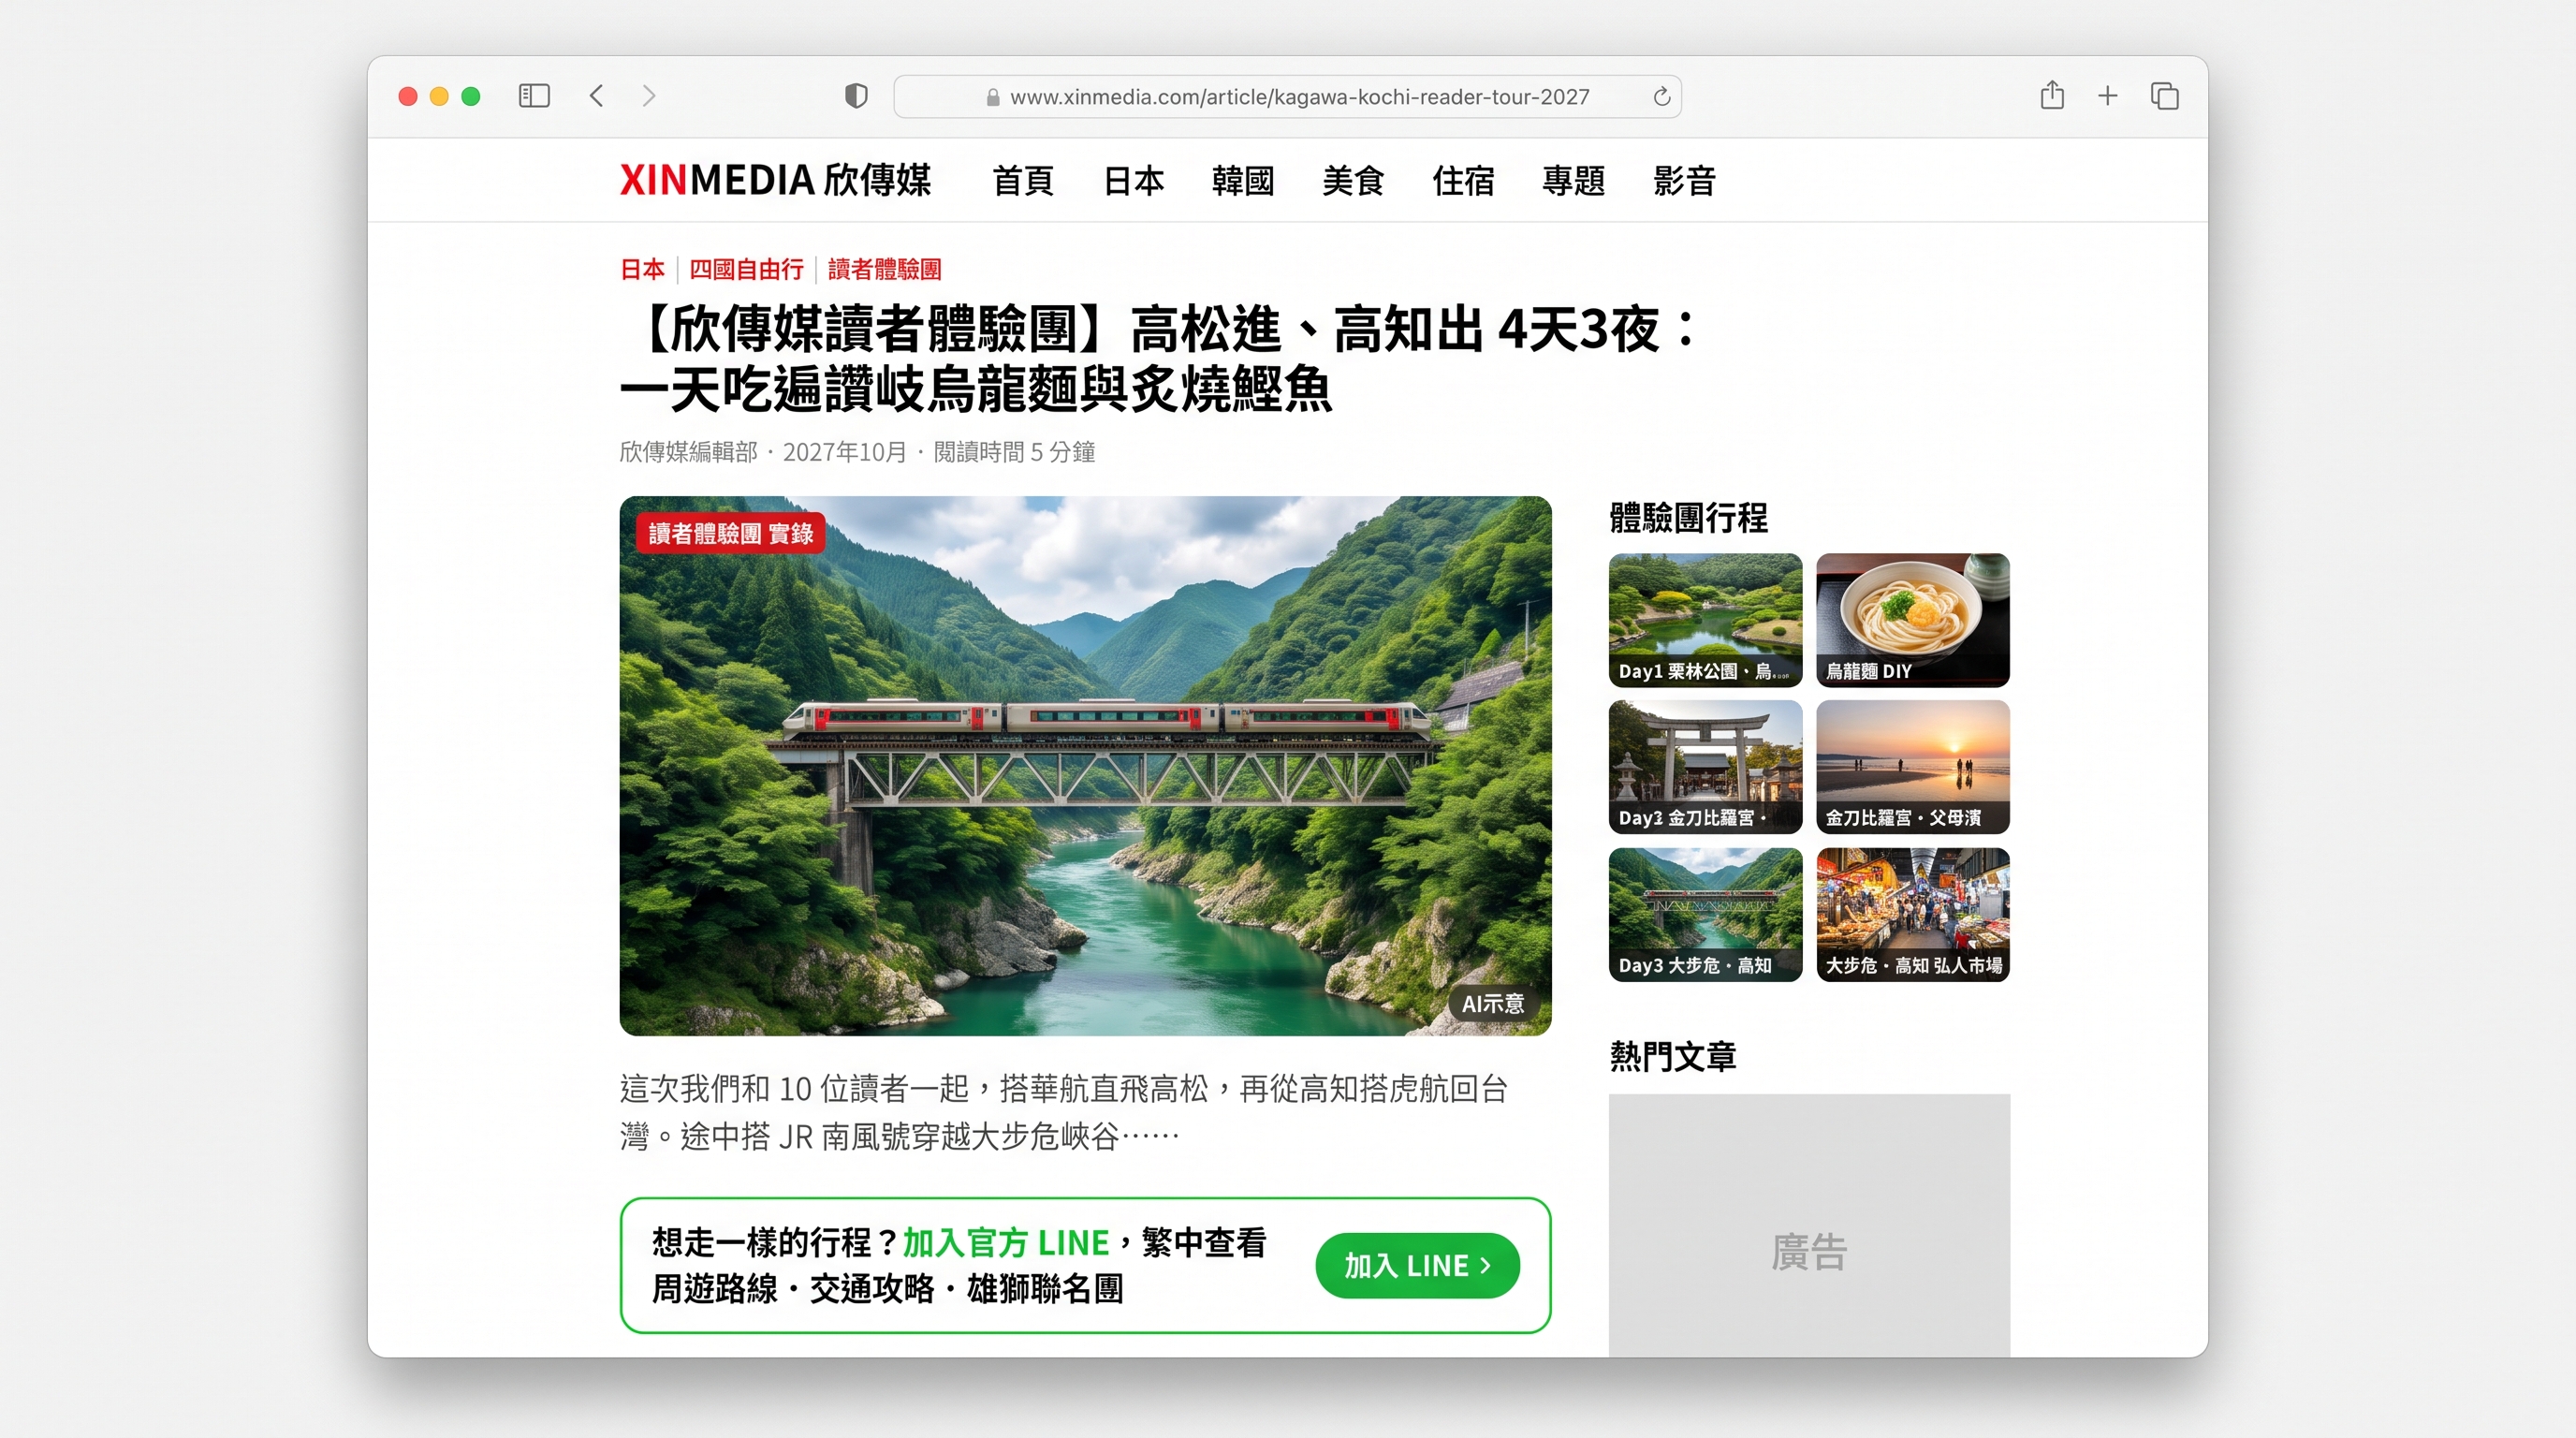 www.xinmedia.com/article/kagawa-kochi-reader-tour-2027
XINMEDIA 欣傳媒 首頁 日本 韓國 美食 住宿 專題 影音
日本 | 四國自由行 | 讀者體驗團
【欣傳媒讀者體驗團】高松進、高知出 4天3夜：
一天吃遍讚岐烏龍麵與炙燒鰹魚
欣傳媒編輯部・2027年10月・閱讀時間 5 分鐘
讀者體驗團 實錄
AI示意
這次我們和 10 位讀者一起，搭華航直飛高松，再從高知搭虎航回台
灣。途中搭 JR 南風號穿越大步危峽谷……
想走一樣的行程？加入官方 LINE，繁中查看
周遊路線・交通攻略・雄獅聯名團
加入 LINE ›
體驗團行程
Day1 栗林公園・烏...
烏龍麵 DIY
金刀比羅宮・
金刀比羅宮・父母濱
Day3 大步危・高知
大步危・高知 弘人市場
熱門文章
廣告